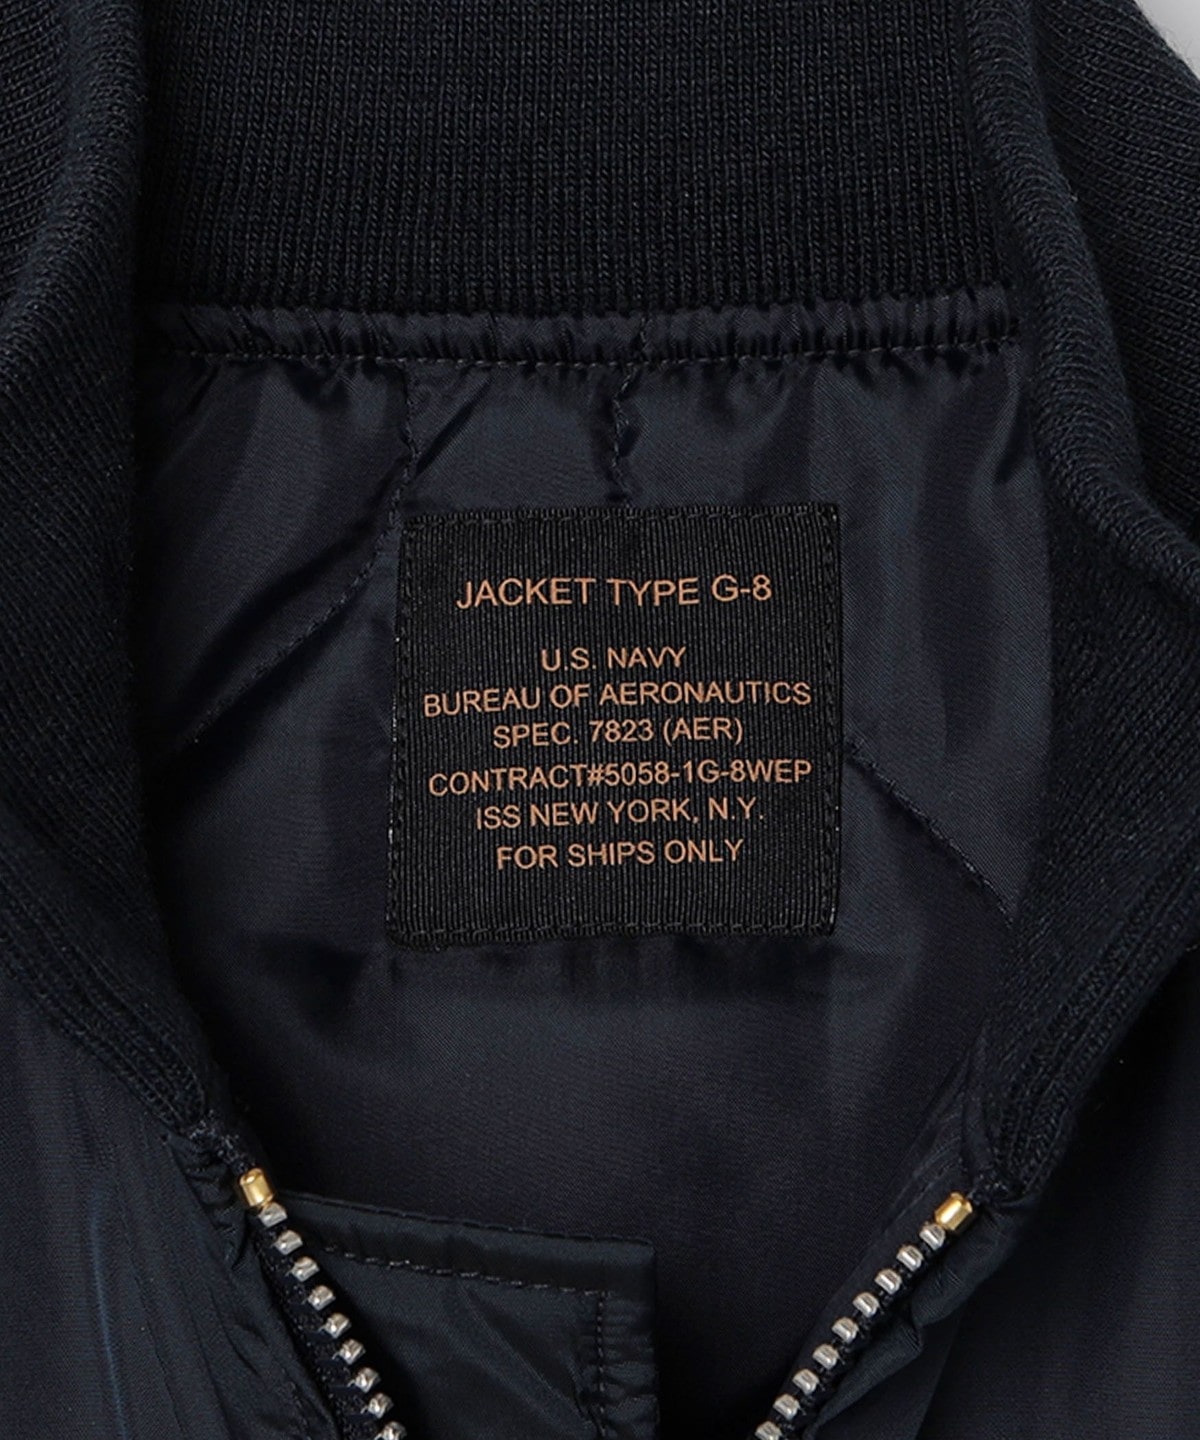 JACKET TYPE G-8
U.S. NAVY
BUREAU OF AERONAUTICS
SPEC. 7823 (AER)
CONTRACT#5058-1G-8WEP
ISS NEW YORK, N.Y.
FOR SHIPS ONLY